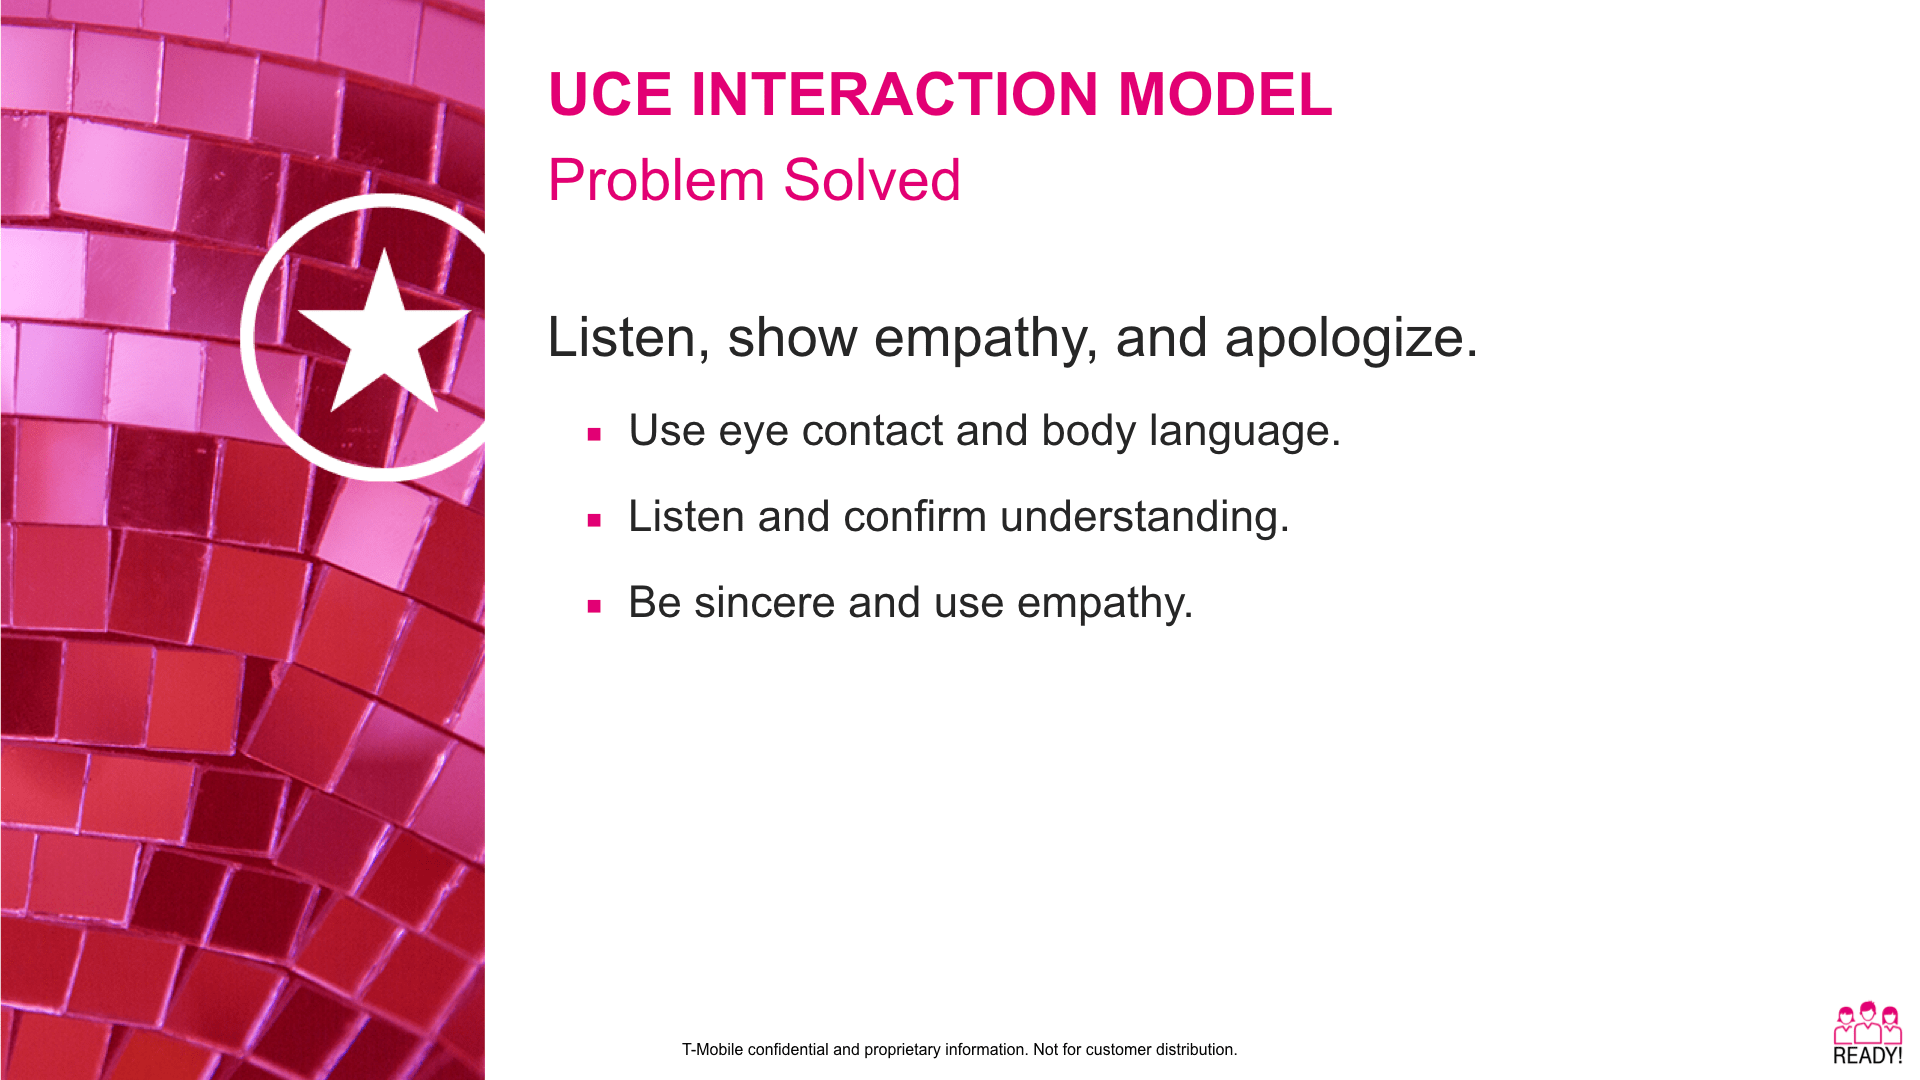 UCE INTERACTION MODEL
Problem Solved
Listen, show empathy, and apologize.
Use eye contact and body language.
Listen and confirm understanding.
Be sincere and use empathy.
T-Mobile confidential and proprietary information. Not for customer distribution.
READY!